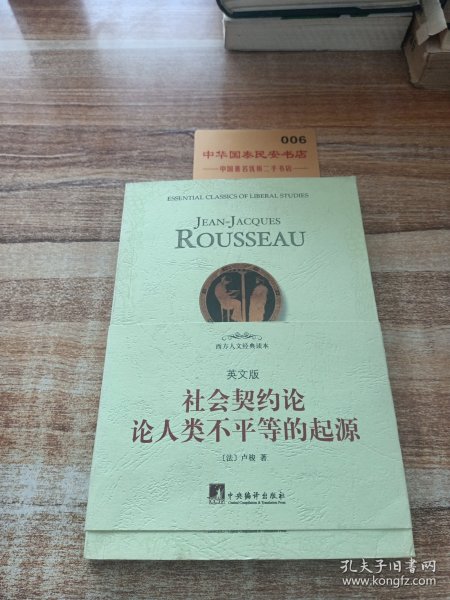 006
中华国泰民安书店
中国著名线街二手书店
ESSENTIAL CLASSICS OF LIBERAL STUDIES
JEAN-JACQUES
ROUSSEAU
西方人文经典读本
英文版
社会契约论
论人类不平等的起源
〔法〕卢梭 著
中央编译出版社
Central Compilation & Translation Press
孔夫子旧书网
www.kongfz.com